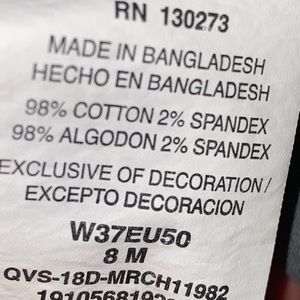 RN 130273
MADE IN BANGLADESH
HECHO EN BANGLADESH
98% COTTON 2% SPANDEX
98% ALGODON 2% SPANDEX
EXCLUSIVE OF DECORATION/
EXCEPTO DECORACION
W37EU50
8 M
QVS-18D-MRCH11982